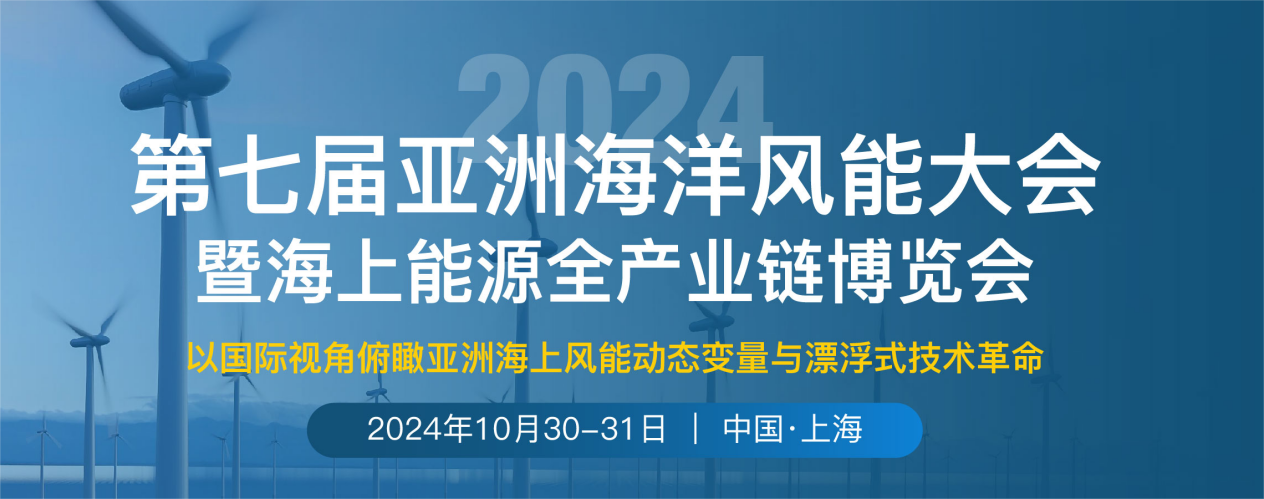 2024
第七届亚洲海洋风能大会
暨海上能源全产业链博览会
以国际视角俯瞰亚洲海上风能动态变量与漂浮式技术革命
2024年10月30-31日 | 中国·上海